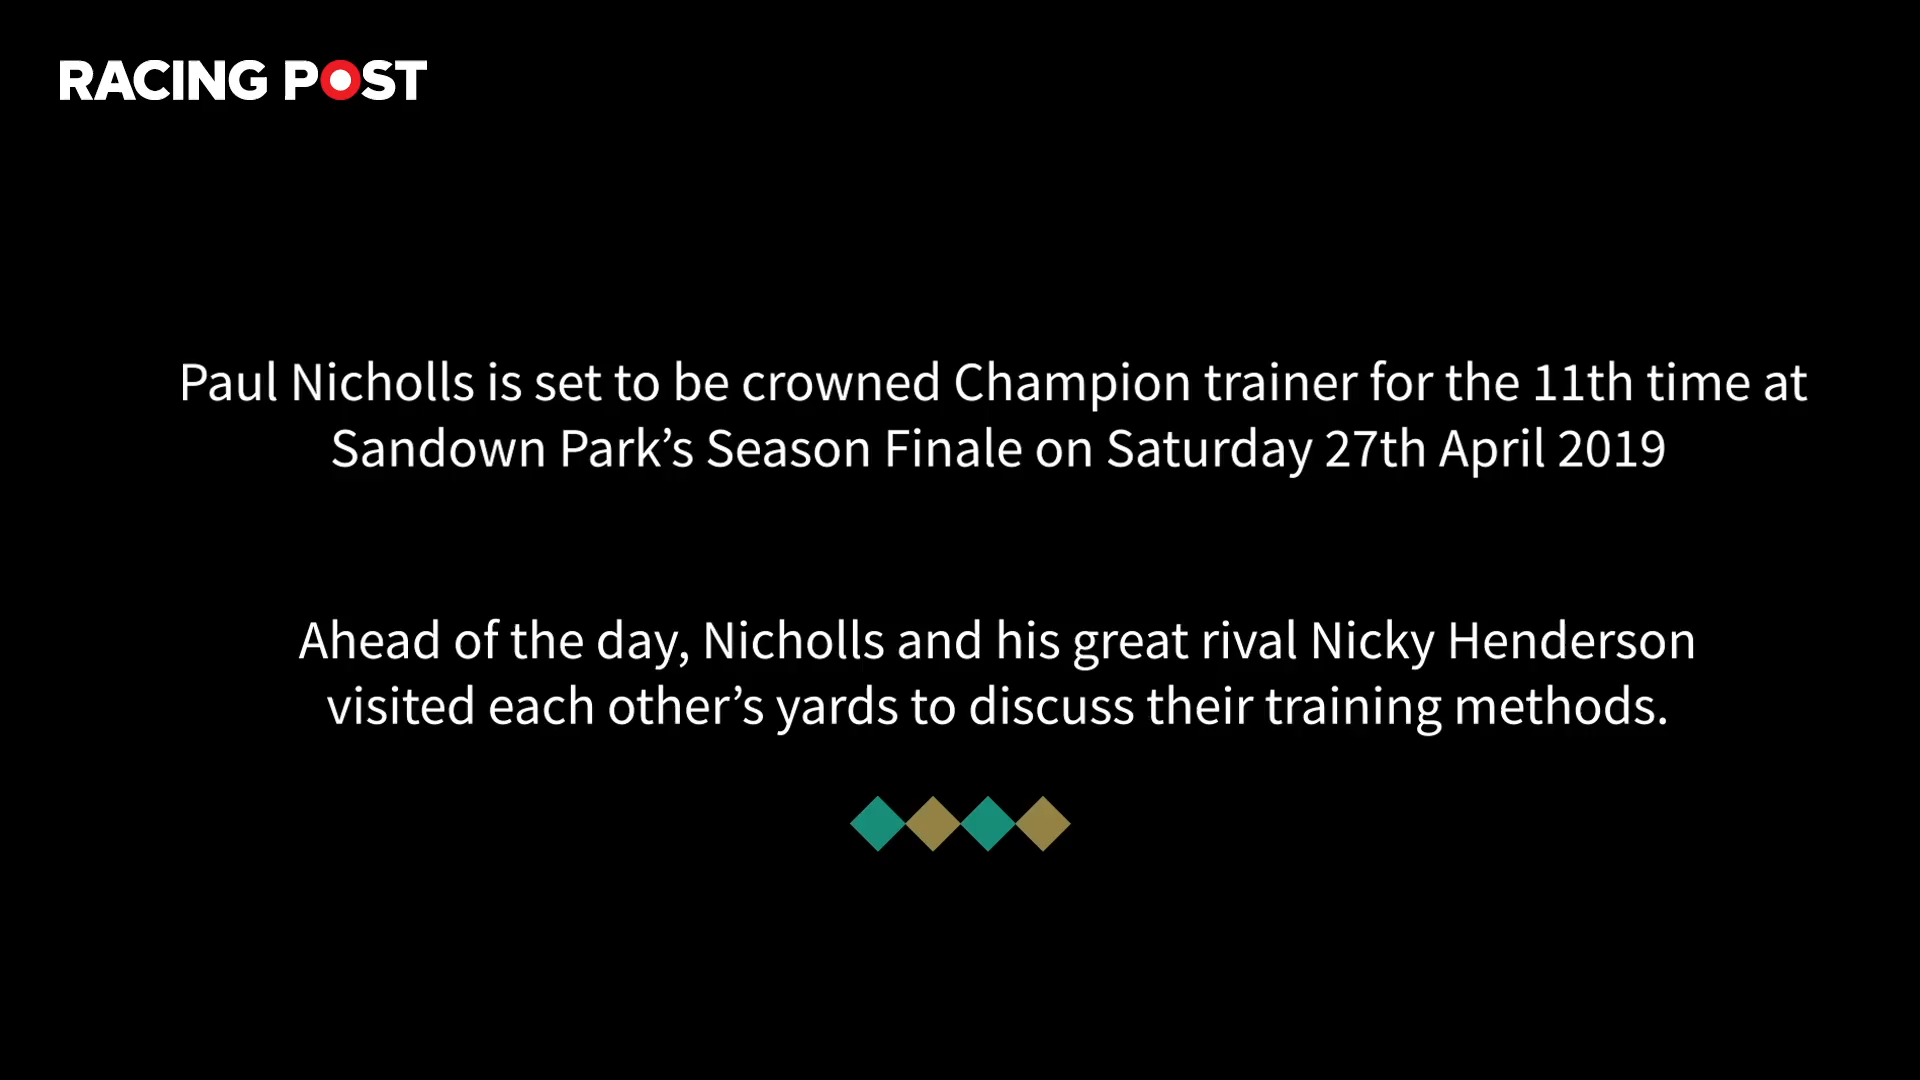 RACING POST
Paul Nicholls is set to be crowned Champion trainer for the 11th time at
Sandown Park’s Season Finale on Saturday 27th April 2019
Ahead of the day, Nicholls and his great rival Nicky Henderson
visited each other’s yards to discuss their training methods.